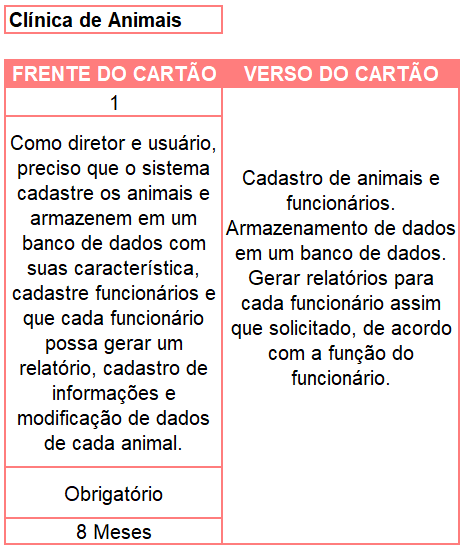 Clínica de Animais
FRENTE DO CARTÃO
VERSO DO CARTÃO
1
Como diretor e usuário,
preciso que o sistema
cadastre os animais e
armazenem em um
banco de dados com
suas característica,
cadastre funcionários e
que cada funcionário
possa gerar um
relatório, cadastro de
informações e
modificação de dados
de cada animal.
Obrigatório
8 Meses
Cadastro de animais e
funcionários.
Armazenamento de dados
em um banco de dados.
Gerar relatórios para
cada funcionário assim
que solicitado, de acordo
com a função do
funcionário.